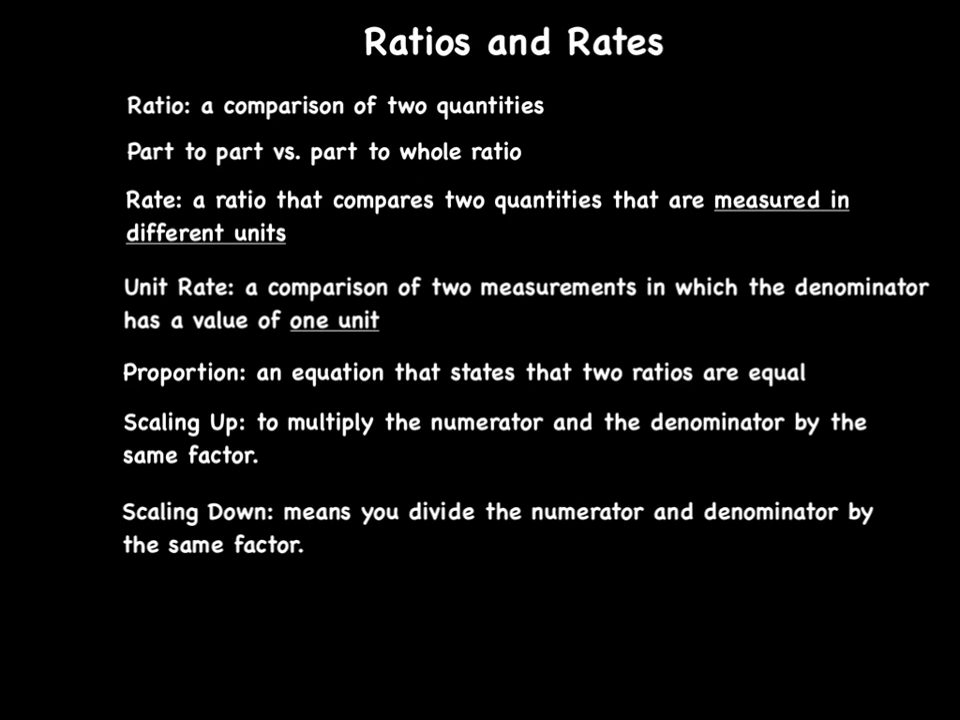 Ratios and Rates
Ratio: a comparison of two quantities
Part to part vs. part to whole ratio
Rate: a ratio that compares two quantities that are measured in
different units
Unit Rate: a comparison of two measurements in which the denominator
has a value of one unit
Proportion: an equation that states that two ratios are equal
Scaling Up: to multiply the numerator and the denominator by the
same factor.
Scaling Down: means you divide the numerator and denominator by
the same factor.